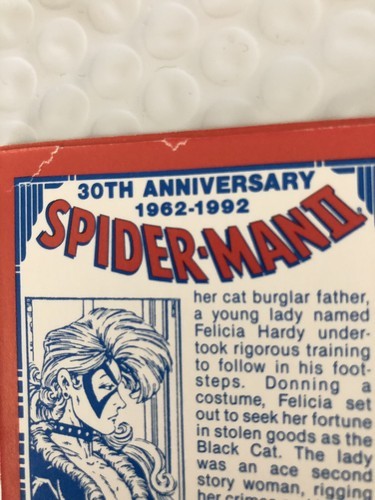 30TH ANNIVERSARY
1962-1992
SPIDER-MAN II
her cat burglar father,
a young lady named
Felicia Hardy under-
took rigorous training
to follow in his foot-
steps. Donning a
costume, Felicia set
out to seek her fortune
in stolen goods as the
Black Cat. The lady
was an ace second
story woman, rigging
her crimes